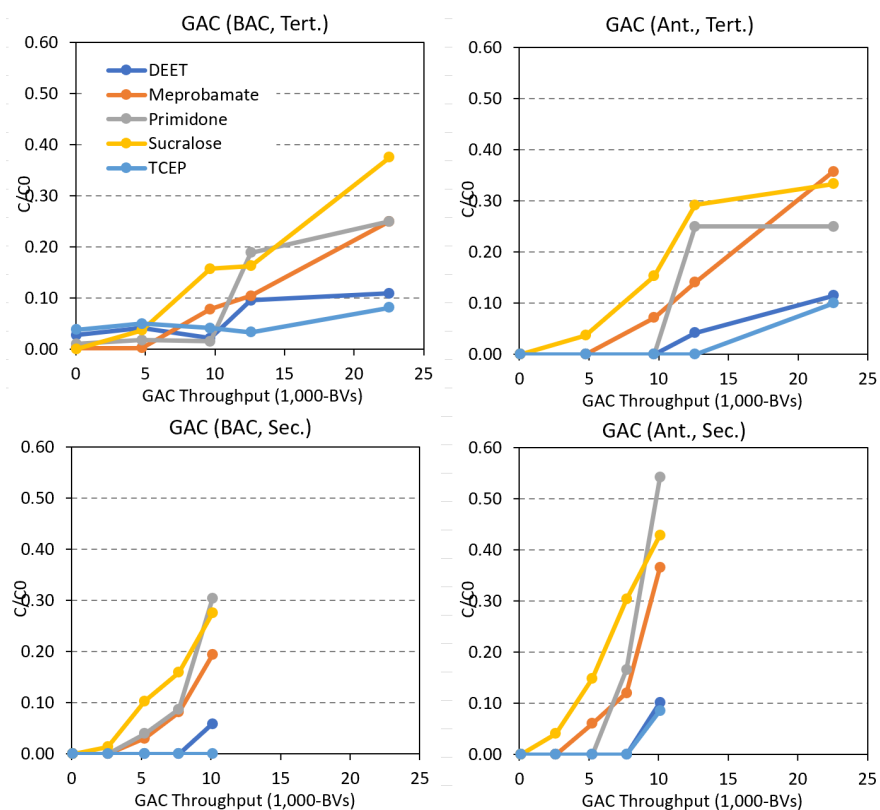 GAC (BAC, Tert.)
0.60
0.50
0.40
0.30
0.20
0.10
0.00
C/C0
DEET
Meprobamate
Primidone
Sucralose
TCEP
0 5 10 15 20 25
GAC Throughput (1,000-BVs)
GAC (Ant., Tert.)
0.60
0.50
0.40
0.30
0.20
0.10
0.00
C/C0
0 5 10 15 20 25
GAC Throughput (1,000-BVs)
GAC (BAC, Sec.)
0.60
0.50
0.40
0.30
0.20
0.10
0.00
C/C0
0 5 10 15 20 25
GAC Throughput (1,000-BVs)
GAC (Ant., Sec.)
0.60
0.50
0.40
0.30
0.20
0.10
0.00
C/C0
0 5 10 15 20 25
GAC Throughput (1,000-BVs)